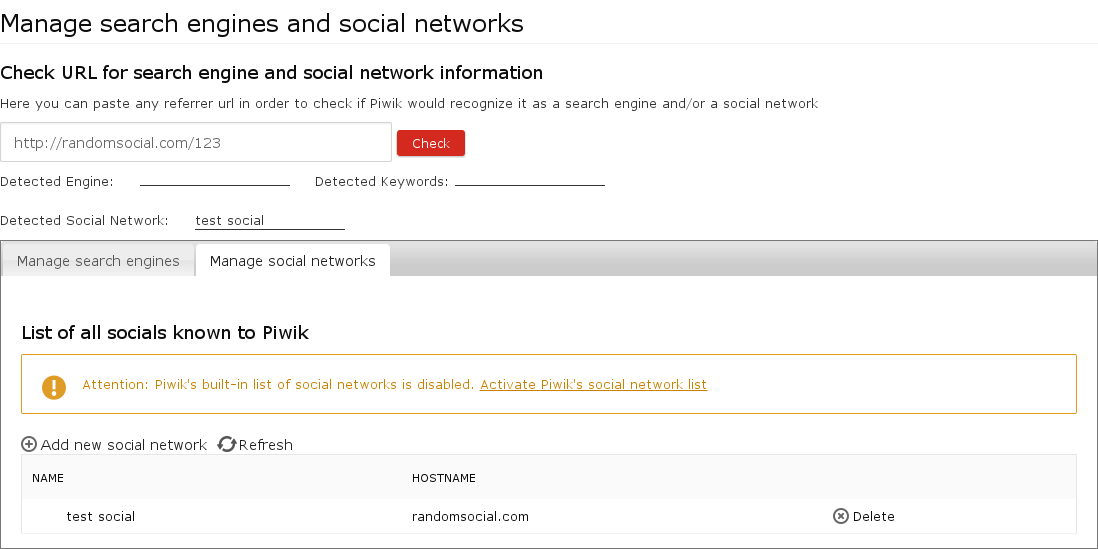 Manage search engines and social networks
Check URL for search engine and social network information
Here you can paste any referrer url in order to check if Piwik would recognize it as a search engine and/or a social network
http://randomsocial.com/123 Check
Detected Engine: Detected Keywords:
Detected Social Network: test social
Manage search engines Manage social networks
List of all socials known to Piwik
Attention: Piwik's built-in list of social networks is disabled. Activate Piwik's social network list
Add new social network Refresh
NAME HOSTNAME
test social randomsocial.com Delete